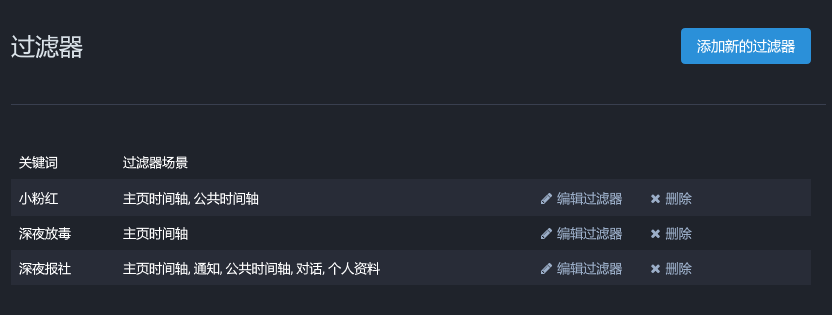 过滤器
添加新的过滤器
关键词 过滤器场景
小粉红 主页时间轴, 公共时间轴 编辑过滤器 删除
深夜放毒 主页时间轴 编辑过滤器 删除
深夜报社 主页时间轴, 通知, 公共时间轴, 对话, 个人资料 编辑过滤器 删除